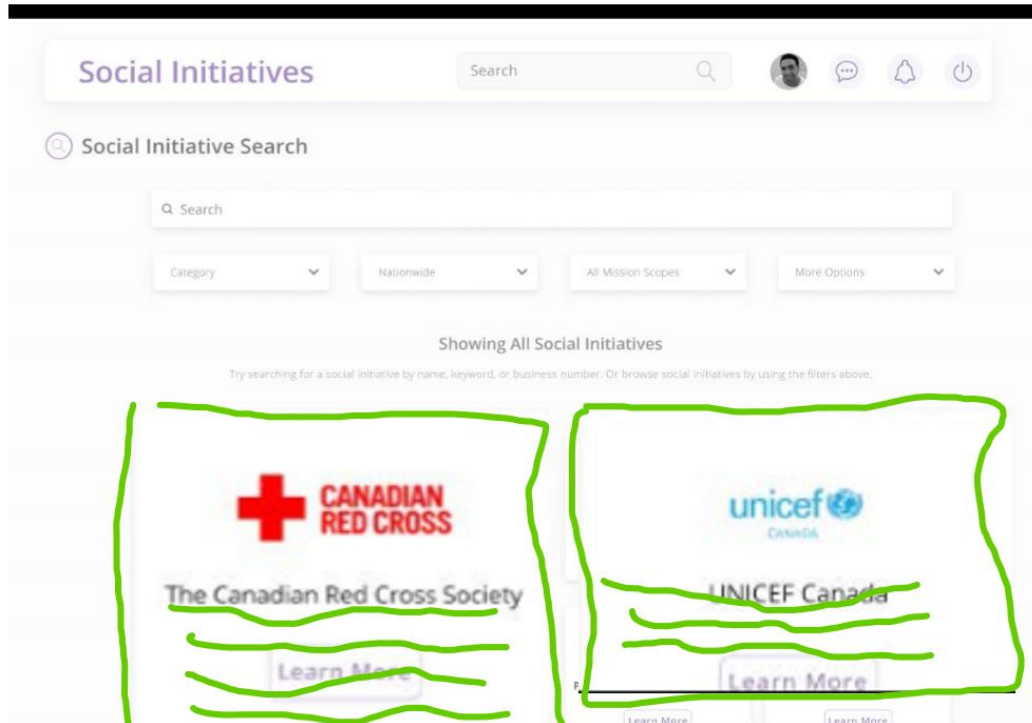 Social Initiatives
Search
Social Initiative Search
Search
Category
Nationwide
All Mission Scopes
More Options
Showing All Social Initiatives
Try searching for a social initiative by name, keyword, or business number. Or browse social initiatives by using the filters above.
CANADIAN
RED CROSS
unicef
CANADA
The Canadian Red Cross Society
UNICEF Canada
Learn More
Learn More
P
Learn More
Learn More